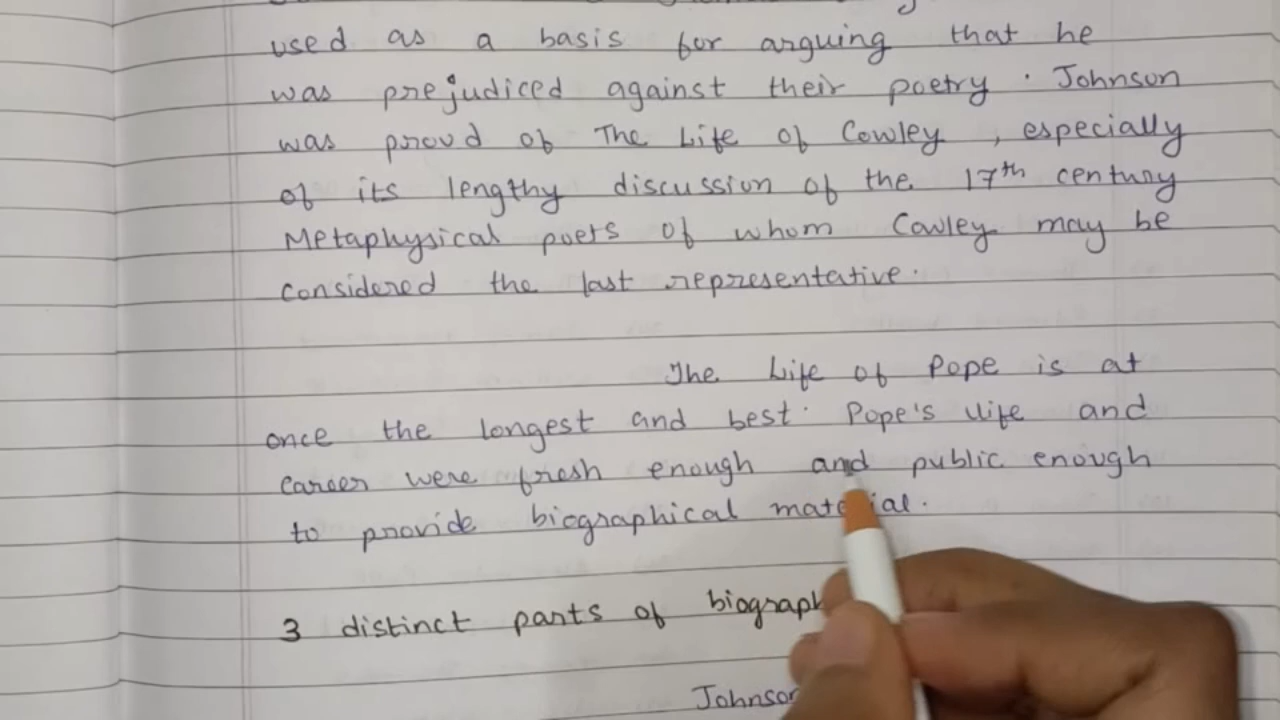 used as a basis for arguing that he
was prejudiced against their poetry. Johnson
was proud of The Life of Cowley, especially
of its lengthy discussion of the 17th century
Metaphysical poets of whom Cowley may be
considered the last representative.
The Life of Pope is at
once the longest and best. Pope's life and
career were fresh enough and public enough
to provide biographical material.
3 distinct parts of